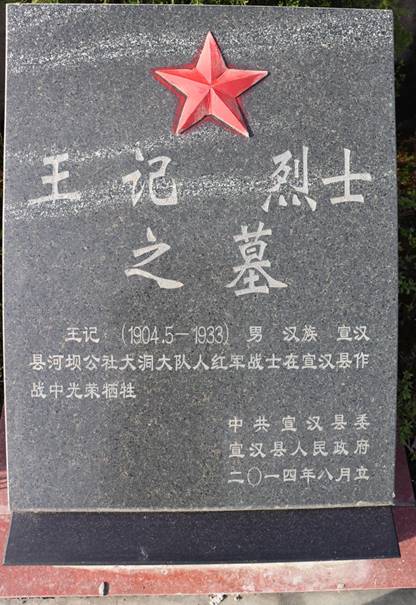 王记 烈士
之墓
王记 （1904.5—1933） 男 汉族 宣汉
县河坝公社大洞大队人红军战士在宣汉县作
战中光荣牺牲
中共宣汉县委
宣汉县人民政府
二〇一四年八月立